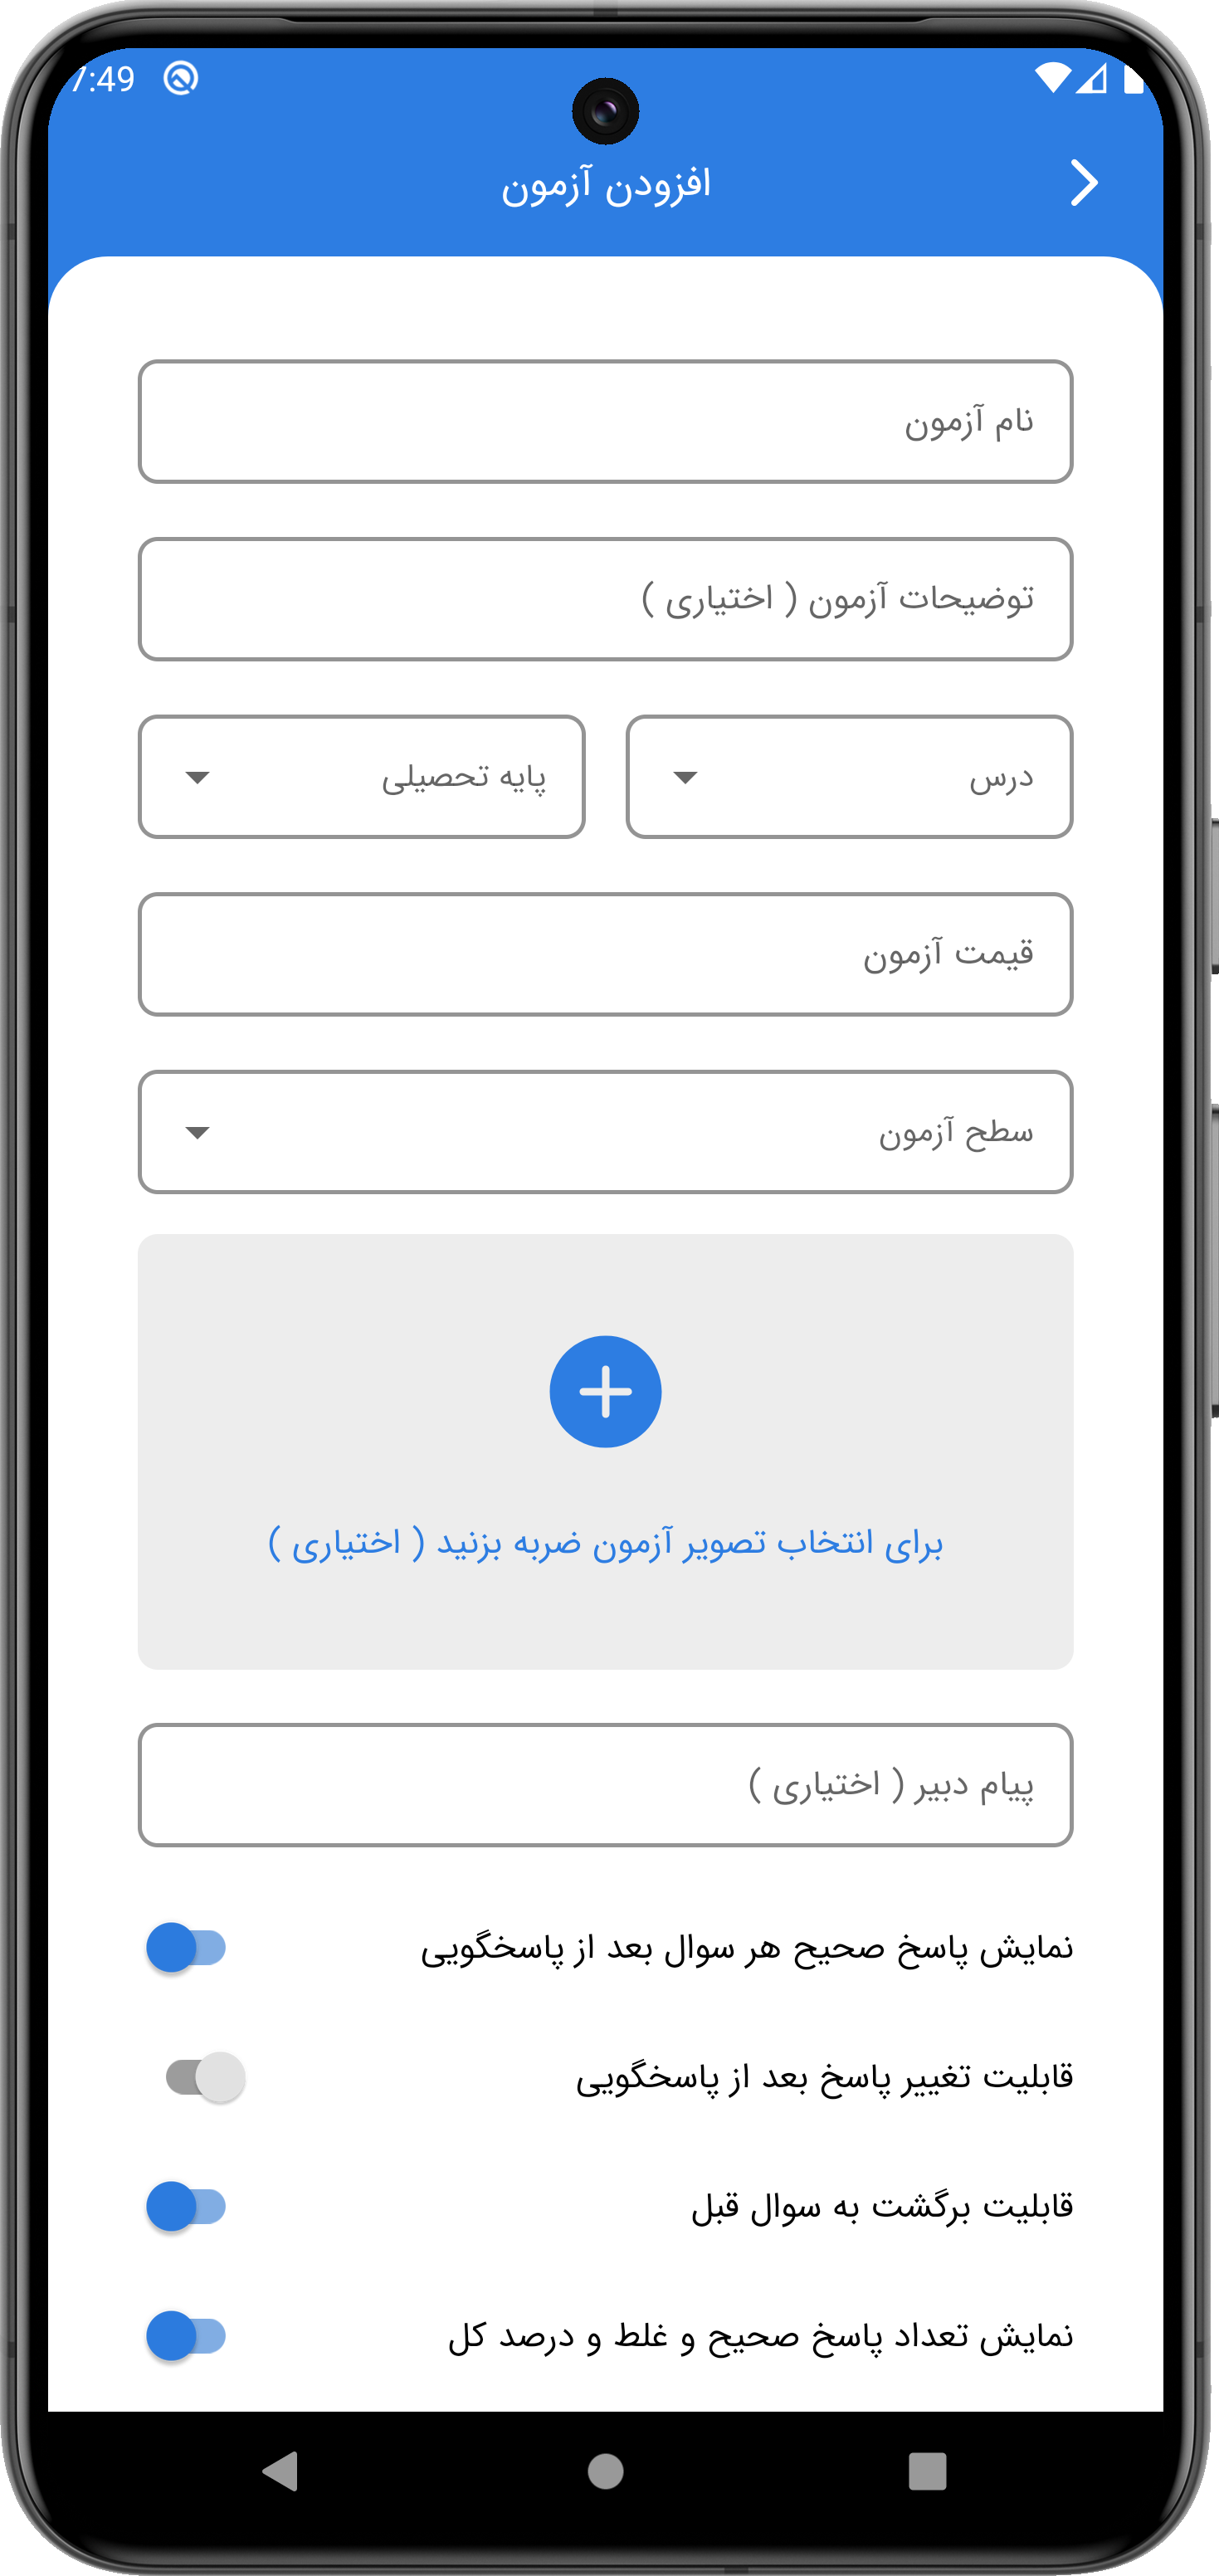 7:49
افزودن آزمون
نام آزمون
توضیحات آزمون ( اختیاری )
درس
پایه تحصیلی
قیمت آزمون
سطح آزمون
برای انتخاب تصویر آزمون ضربه بزنید ( اختیاری )
پیام دبیر ( اختیاری )
نمایش پاسخ صحیح هر سوال بعد از پاسخگویی
قابلیت تغییر پاسخ بعد از پاسخگویی
قابلیت برگشت به سوال قبل
نمایش تعداد پاسخ صحیح و غلط و درصد کل